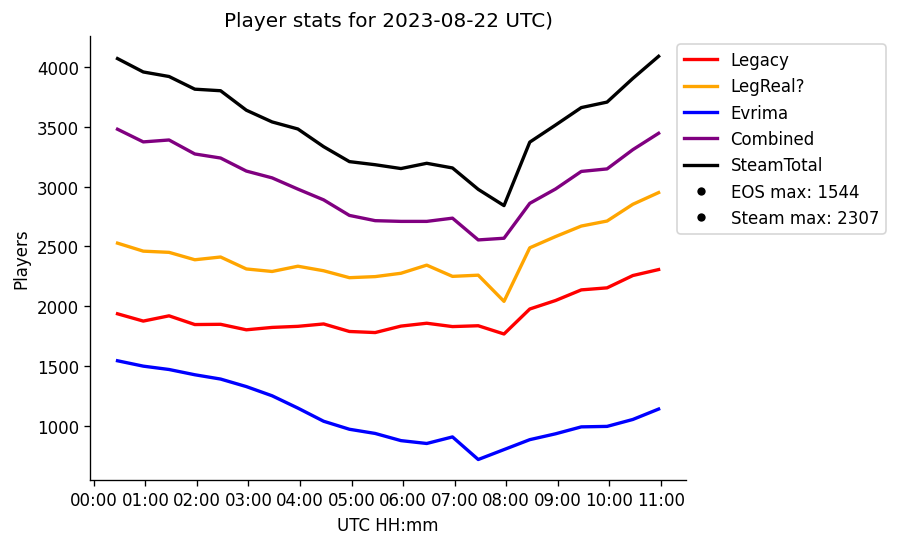 Player stats for 2023-08-22 UTC)
4000
3500
3000
2500
2000
1500
1000
Players
00:00 01:00 02:00 03:00 04:00 05:00 06:00 07:00 08:00 09:00 10:00 11:00
UTC HH:mm
Legacy
LegReal?
Evrima
Combined
SteamTotal
EOS max: 1544
Steam max: 2307